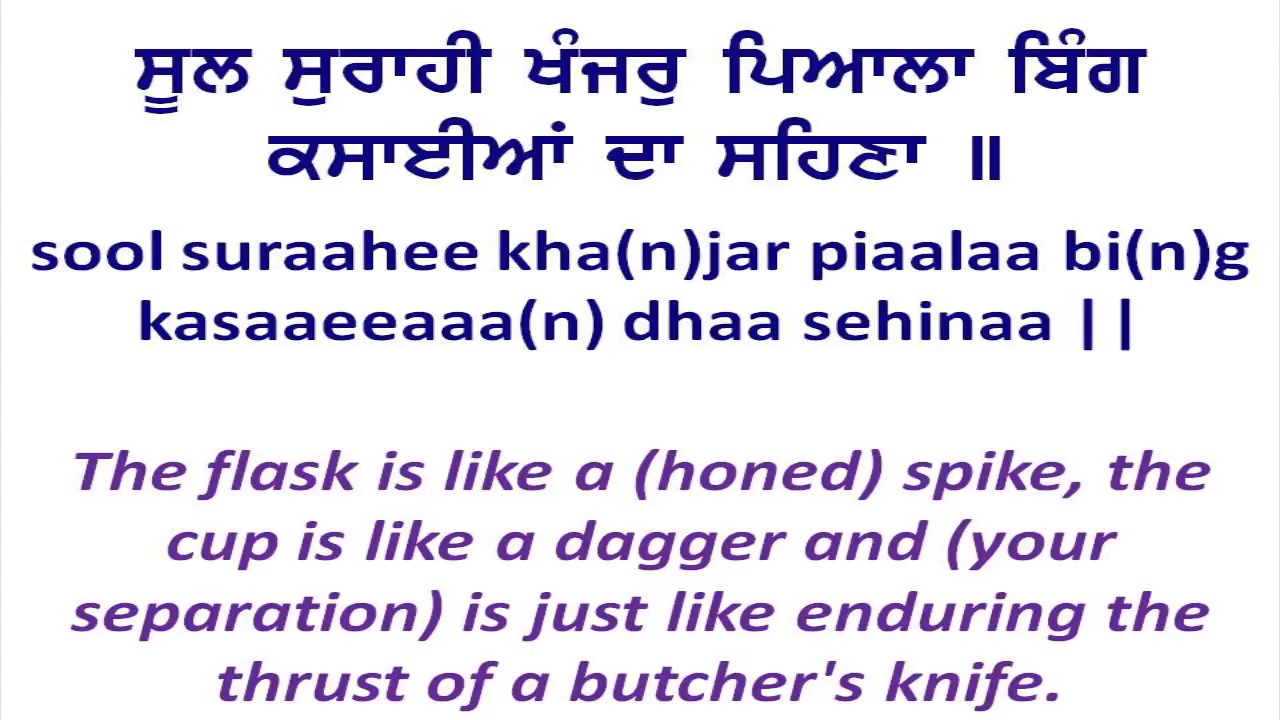 ਸੂਲ ਸੁਰਾਹੀ ਖੰਜਰੁ ਪਿਆਲਾ ਬਿੰਗ
ਕਸਾਈਆਂ ਦਾ ਸਹਿਣਾ ॥
sool suraahee kha(n)jar piaalaa bi(n)g
kasaaeeaaa(n) dhaa sehinaa ||
The flask is like a (honed) spike, the
cup is like a dagger and (your
separation) is just like enduring the
thrust of a butcher's knife.